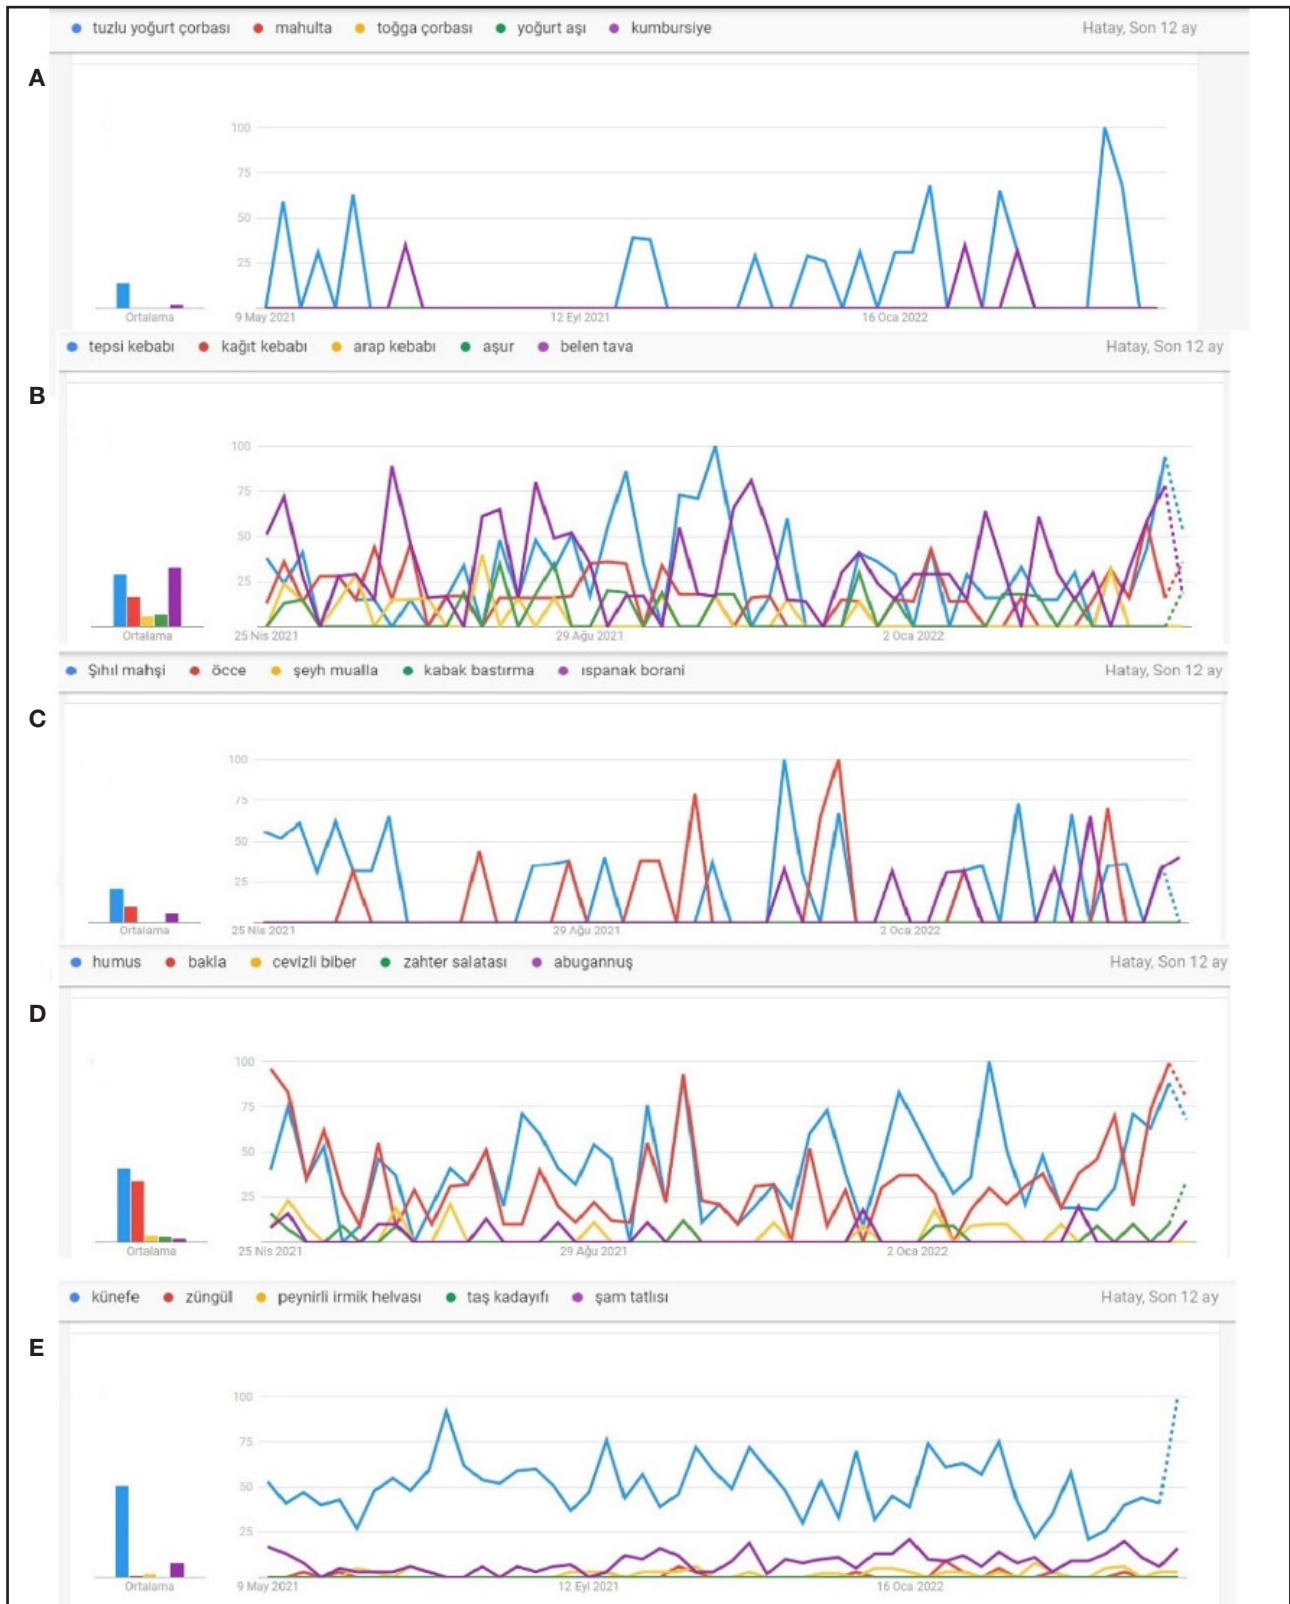 tuzlu yoğurt çorbası mahulta toğga çorbası yoğurt aşı kumbursiye Hatay, Son 12 ay
A
100
75
50
25
Ortalama 9 May 2021 12 Eyl 2021 16 Oca 2022
tepsi kebabı kağıt kebabı arap kebabı aşur belen tava Hatay, Son 12 ay
B
100
75
50
25
Ortalama 25 Nis 2021 29 Ağu 2021 2 Oca 2022
Şıhıl mahşi öcce şeyh mualla kabak bastırma ıspanak borani Hatay, Son 12 ay
C
100
75
50
25
Ortalama 25 Nis 2021 29 Ağu 2021 2 Oca 2022
humus bakla cevizli biber zahter salatası abugannuş Hatay, Son 12 ay
D
100
75
50
25
Ortalama 25 Nis 2021 29 Ağu 2021 2 Oca 2022
künefe züngül peynirli irmik helvası taş kadayıfı şam tatlısı Hatay, Son 12 ay
E
100
75
50
25
Ortalama 9 May 2021 12 Eyl 2021 16 Oca 2022